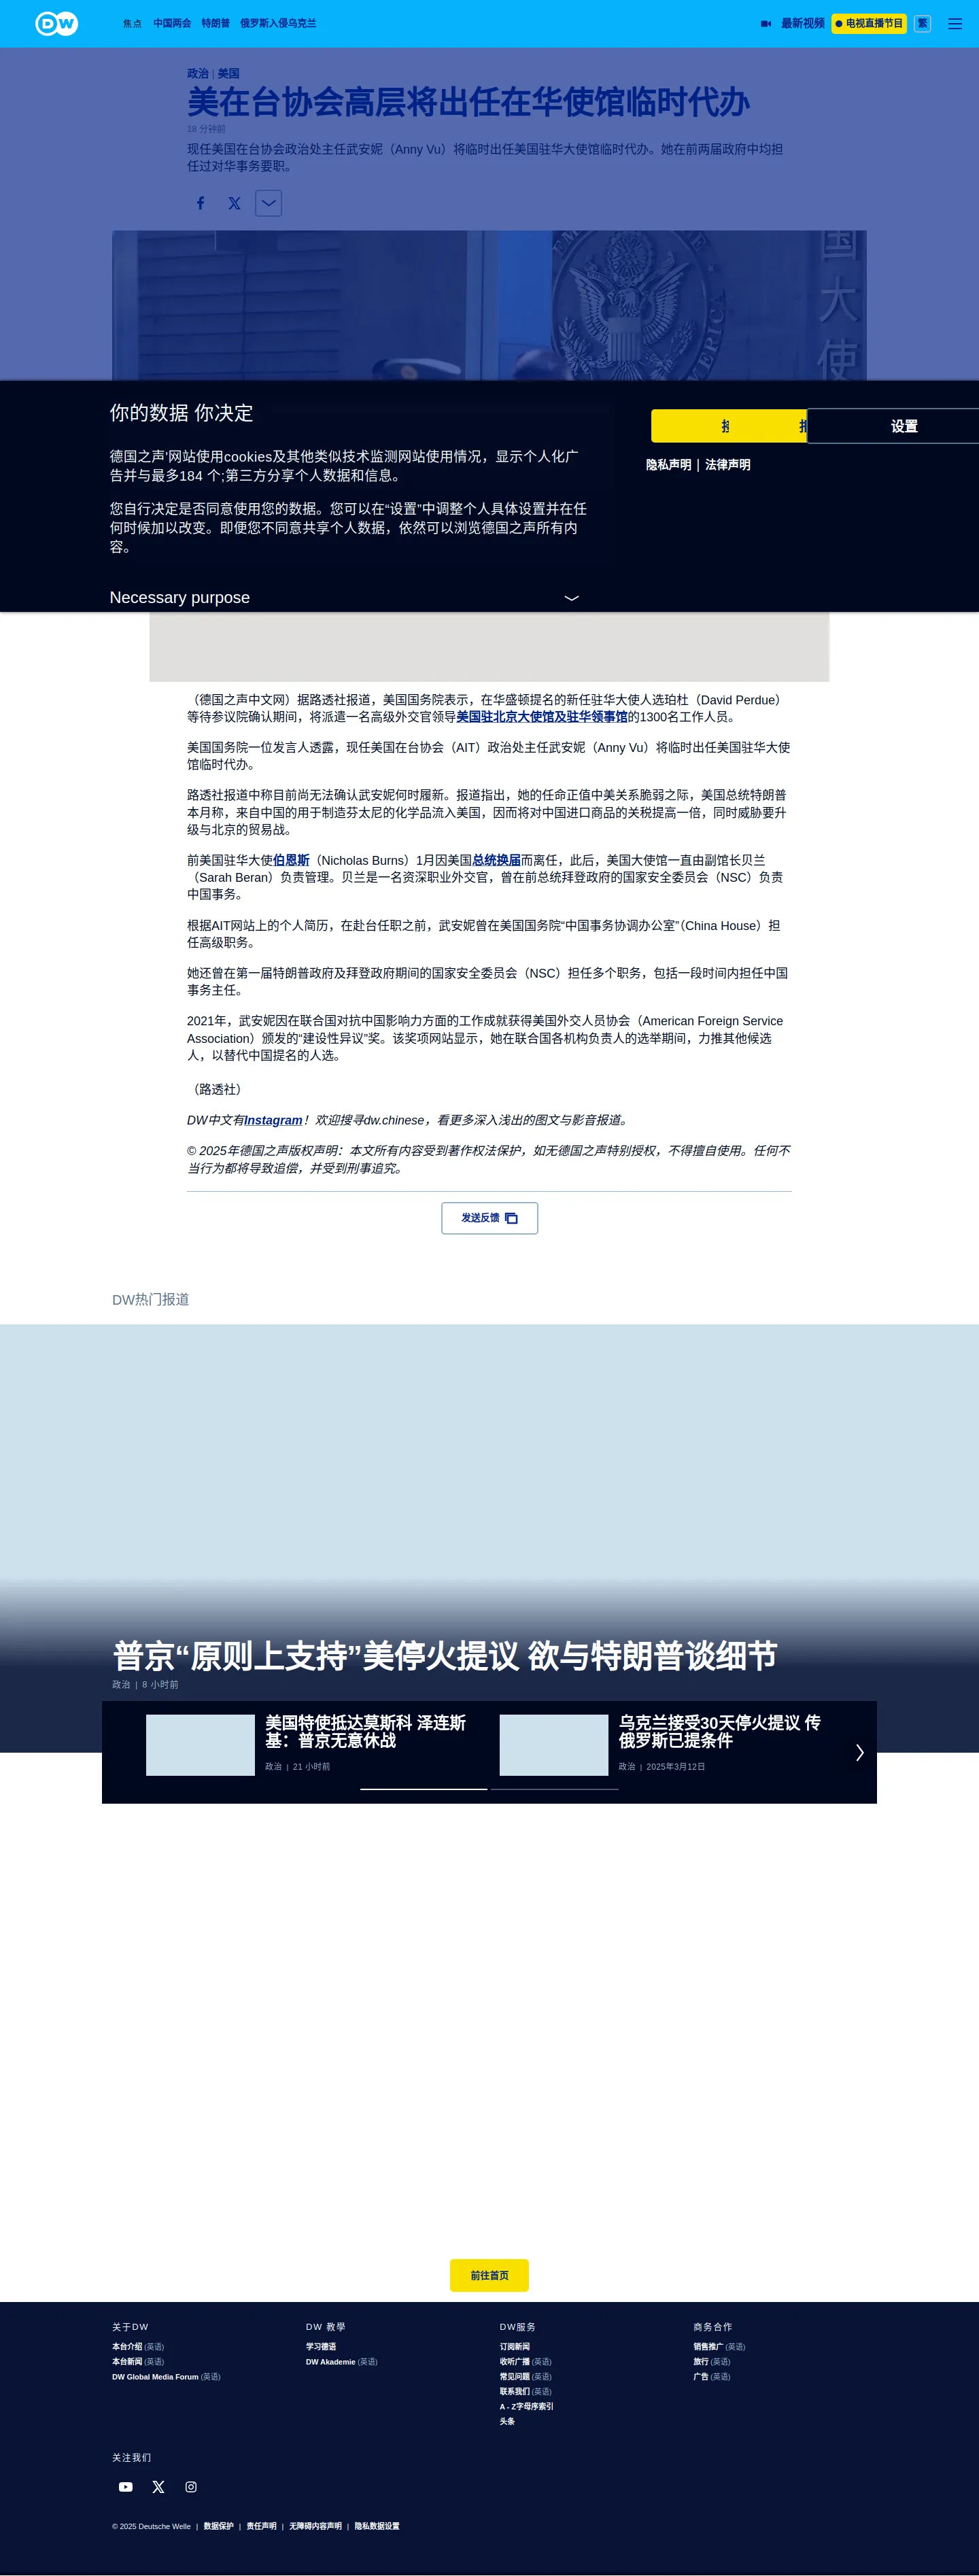 DW
焦点 中国两会 特朗普 俄罗斯入侵乌克兰
最新视频 电视直播节目 繁
政治 | 美国
美在台协会高层将出任在华使馆临时代办
18 分钟前
现任美国在台协会政治处主任武安妮（Anny Vu）将临时出任美国驻华大使馆临时代办。她在前两届政府中均担
任过对华事务要职。
国
大
使
你的数据 你决定
德国之声'网站使用cookies及其他类似技术监测网站使用情况，显示个人化广
告并与最多184 个;第三方分享个人数据和信息。
您自行决定是否同意使用您的数据。您可以在“设置”中调整个人具体设置并在任
何时候加以改变。即便您不同意共享个人数据，依然可以浏览德国之声所有内
容。
Necessary purpose
设置
隐私声明 | 法律声明
（德国之声中文网）据路透社报道，美国国务院表示，在华盛顿提名的新任驻华大使人选珀杜（David Perdue）
等待参议院确认期间，将派遣一名高级外交官领导美国驻北京大使馆及驻华领事馆的1300名工作人员。
美国国务院一位发言人透露，现任美国在台协会（AIT）政治处主任武安妮（Anny Vu）将临时出任美国驻华大使
馆临时代办。
路透社报道中称目前尚无法确认武安妮何时履新。报道指出，她的任命正值中美关系脆弱之际，美国总统特朗普
本月称，来自中国的用于制造芬太尼的化学品流入美国，因而将对中国进口商品的关税提高一倍，同时威胁要升
级与北京的贸易战。
前美国驻华大使伯恩斯（Nicholas Burns）1月因美国总统换届而离任，此后，美国大使馆一直由副馆长贝兰
（Sarah Beran）负责管理。贝兰是一名资深职业外交官，曾在前总统拜登政府的国家安全委员会（NSC）负责
中国事务。
根据AIT网站上的个人简历，在赴台任职之前，武安妮曾在美国国务院“中国事务协调办公室”（China House）担
任高级职务。
她还曾在第一届特朗普政府及拜登政府期间的国家安全委员会（NSC）担任多个职务，包括一段时间内担任中国
事务主任。
2021年，武安妮因在联合国对抗中国影响力方面的工作成就获得美国外交人员协会（American Foreign Service
Association）颁发的“建设性异议”奖。该奖项网站显示，她在联合国各机构负责人的选举期间，力推其他候选
人，以替代中国提名的人选。
（路透社）
DW中文有Instagram！欢迎搜寻dw.chinese，看更多深入浅出的图文与影音报道。
© 2025年德国之声版权声明：本文所有内容受到著作权法保护，如无德国之声特别授权，不得擅自使用。任何不
当行为都将导致追偿，并受到刑事追究。
发送反馈
DW热门报道
普京“原则上支持”美停火提议 欲与特朗普谈细节
政治 | 8 小时前
美国特使抵达莫斯科 泽连斯
基：普京无意休战
政治 | 21 小时前
乌克兰接受30天停火提议 传
俄罗斯已提条件
政治 | 2025年3月12日
前往首页
关于DW
本台介绍 (英语)
本台新闻 (英语)
DW Global Media Forum (英语)
DW 教學
学习德语
DW Akademie (英语)
DW服务
订阅新闻
收听广播 (英语)
常见问题 (英语)
联系我们 (英语)
A - Z字母序索引
头条
商务合作
销售推广 (英语)
旅行 (英语)
广告 (英语)
关注我们
© 2025 Deutsche Welle | 数据保护 | 责任声明 | 无障碍内容声明 | 隐私数据设置